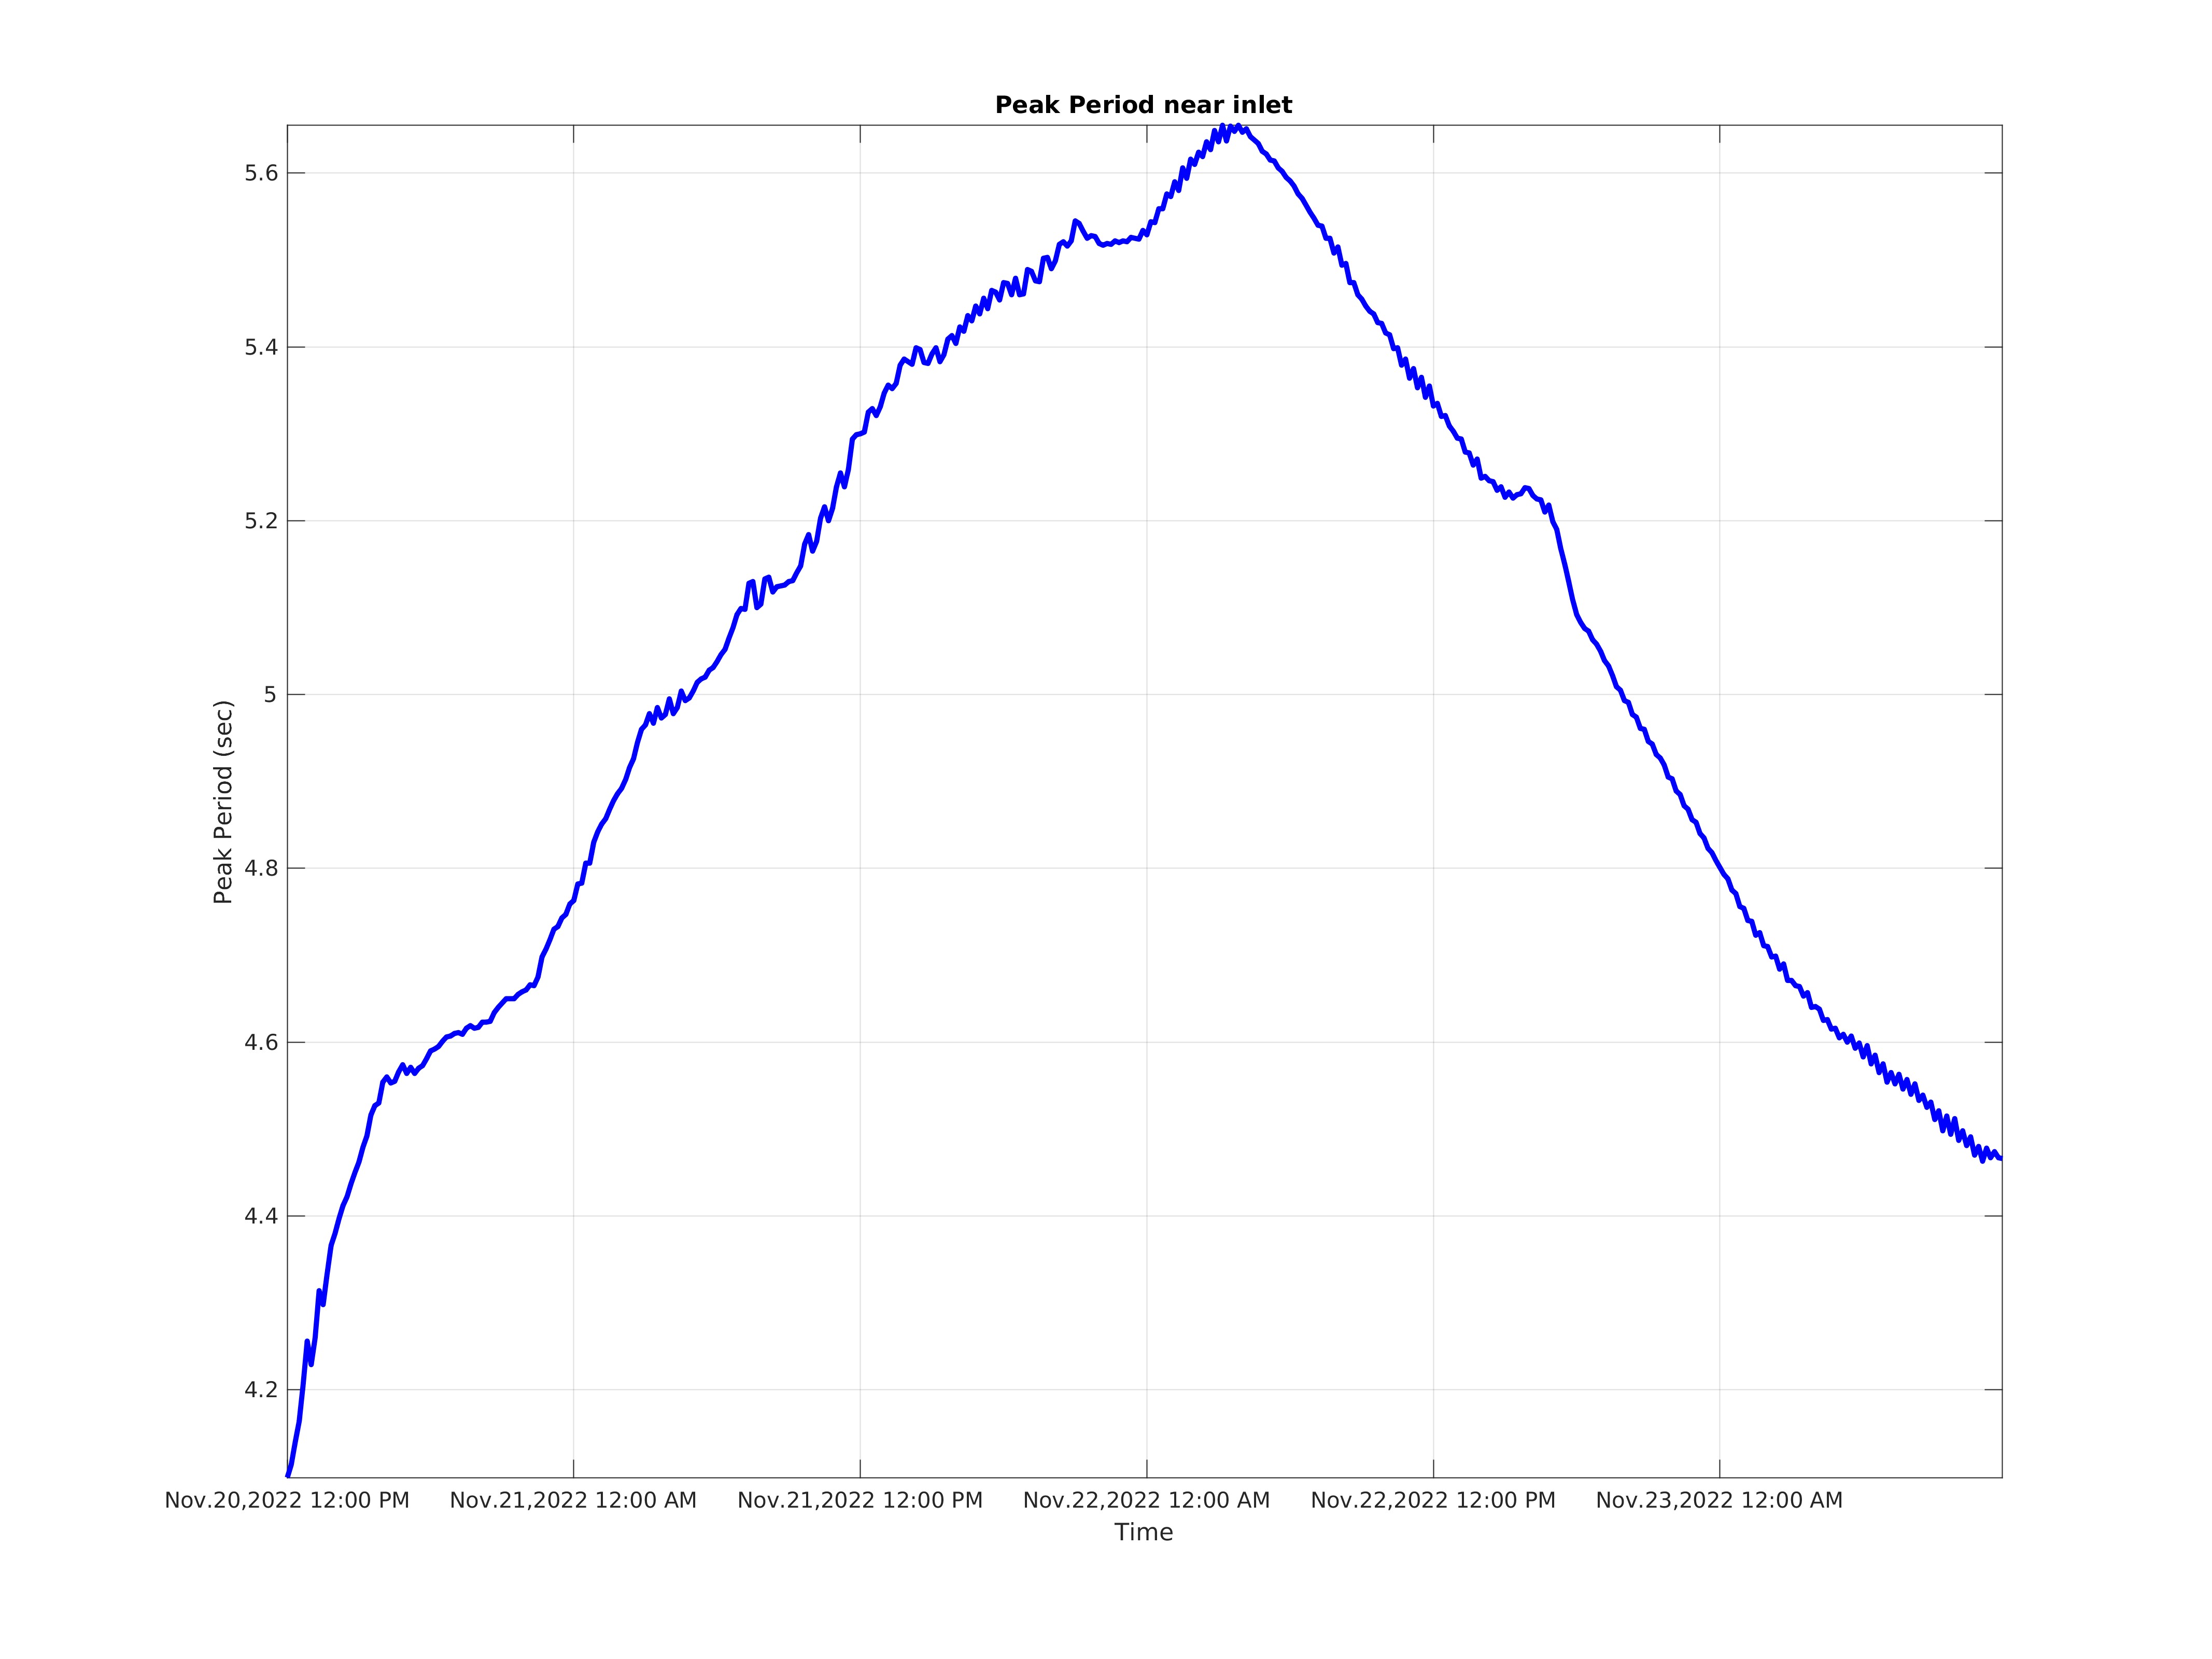 Peak Period near inlet
Peak Period (sec)
5.6
5.4
5.2
5
4.8
4.6
4.4
4.2
Nov.20,2022 12:00 PM Nov.21,2022 12:00 AM Nov.21,2022 12:00 PM Nov.22,2022 12:00 AM Nov.22,2022 12:00 PM Nov.23,2022 12:00 AM
Time